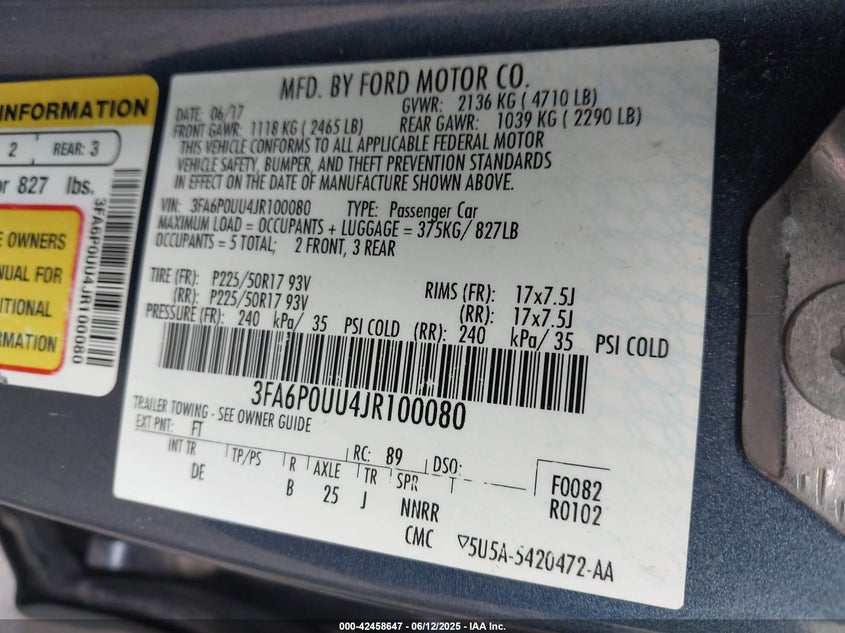 INFORMATION
2 REAR: 3
or 827 lbs.
E OWNERS
NUAL FOR
ITIONAL
ORMATION
3FA6P0UU4JR100080
MFD. BY FORD MOTOR CO.
DATE: 06/17 GVWR: 2136 KG ( 4710 LB)
FRONT GAWR: 1118 KG ( 2465 LB) REAR GAWR: 1039 KG ( 2290 LB)
THIS VEHICLE CONFORMS TO ALL APPLICABLE FEDERAL MOTOR
VEHICLE SAFETY, BUMPER, AND THEFT PREVENTION STANDARDS
IN EFFECT ON THE DATE OF MANUFACTURE SHOWN ABOVE.
VIN: 3FA6P0UU4JR100080 TYPE: Passenger Car
MAXIMUM LOAD = OCCUPANTS + LUGGAGE = 375KG/ 827LB
OCCUPANTS = 5 TOTAL; 2 FRONT, 3 REAR
TIRE (FR): P225/50R17 93V RIMS (FR): 17x7.5J
(RR): P225/50R17 93V (RR): 17x7.5J
PRESSURE (FR): 240 kPa/ 35 PSI COLD (RR): 240 kPa/ 35 PSI COLD
3FA6P0UU4JR100080
TRAILER TOWING - SEE OWNER GUIDE
EXT PNT: FT RC: 89 DSO:
INT TR TP/PS R AXLE TR SPR T F0082
DE B 25 J NNRR R0102
CMC ▽5U5A-5420472-AA
000-42458647 - 06/12/2025 - IAA Inc.